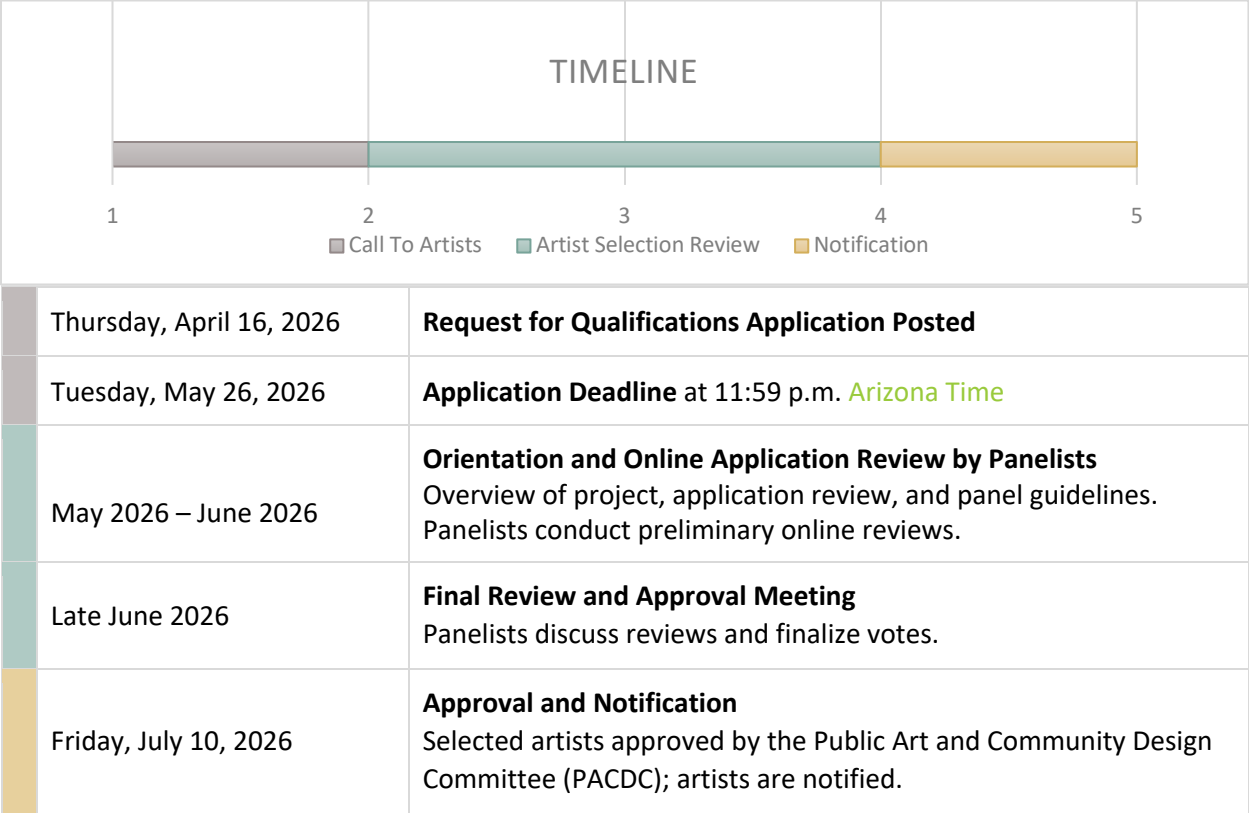 TIMELINE
1 2 3 4 5
Call To Artists Artist Selection Review Notification
Thursday, April 16, 2026 Request for Qualifications Application Posted
Tuesday, May 26, 2026 Application Deadline at 11:59 p.m. Arizona Time
May 2026 – June 2026
Orientation and Online Application Review by Panelists
Overview of project, application review, and panel guidelines.
Panelists conduct preliminary online reviews.
Late June 2026
Final Review and Approval Meeting
Panelists discuss reviews and finalize votes.
Friday, July 10, 2026
Approval and Notification
Selected artists approved by the Public Art and Community Design
Committee (PACDC); artists are notified.